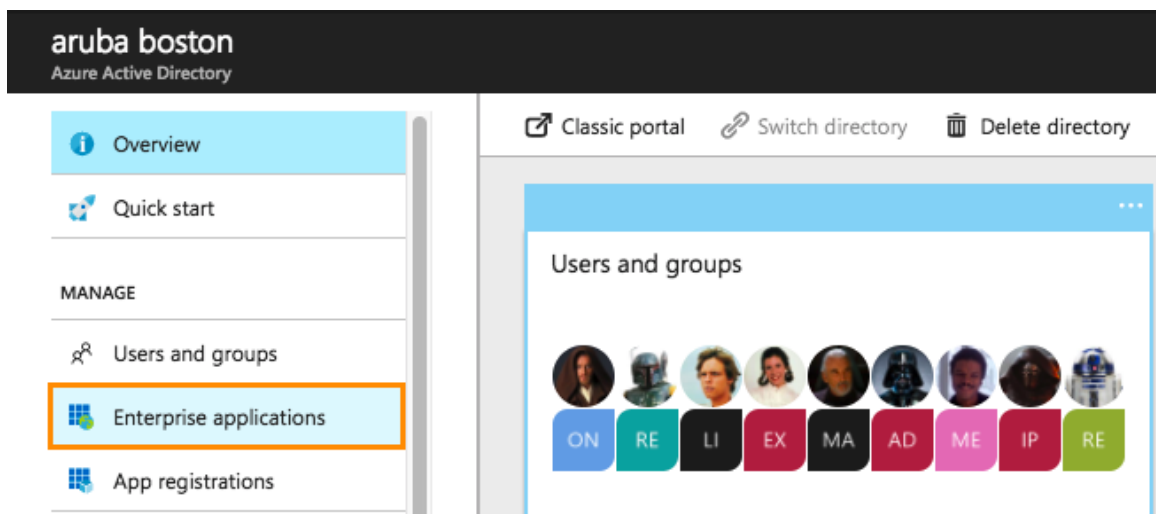 aruba boston
Azure Active Directory
Overview
Quick start
MANAGE
Users and groups
Enterprise applications
App registrations
Classic portal Switch directory Delete directory
...
Users and groups
ON RE LI EX MA AD ME IP RE